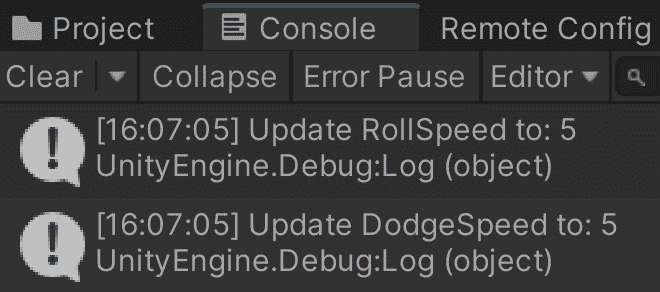 Project Console Remote Config
Clear Collapse Error Pause Editor
[16:07:05] Update RollSpeed to: 5
UnityEngine.Debug:Log (object)
[16:07:05] Update DodgeSpeed to: 5
UnityEngine.Debug:Log (object)